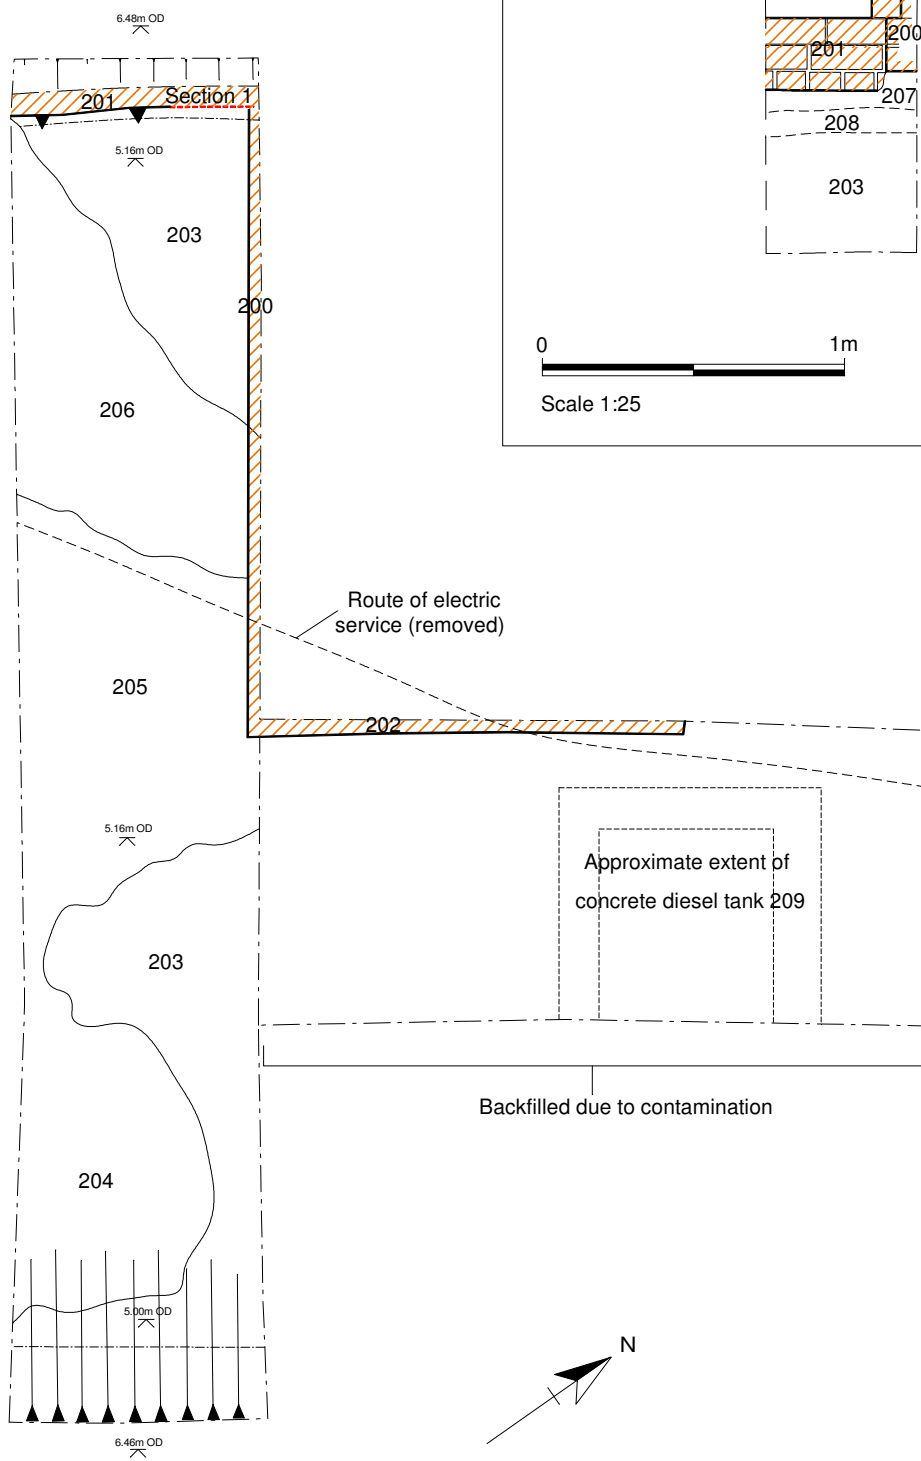 6.48m OD
201
Section 1
5.16m OD
203
200
206
205
Route of electric
service (removed)
202
5.16m OD
203
Approximate extent of
concrete diesel tank 209
Backfilled due to contamination
204
5.00m OD
6.46m OD
N
200
201
207
208
203
0 1m
Scale 1:25